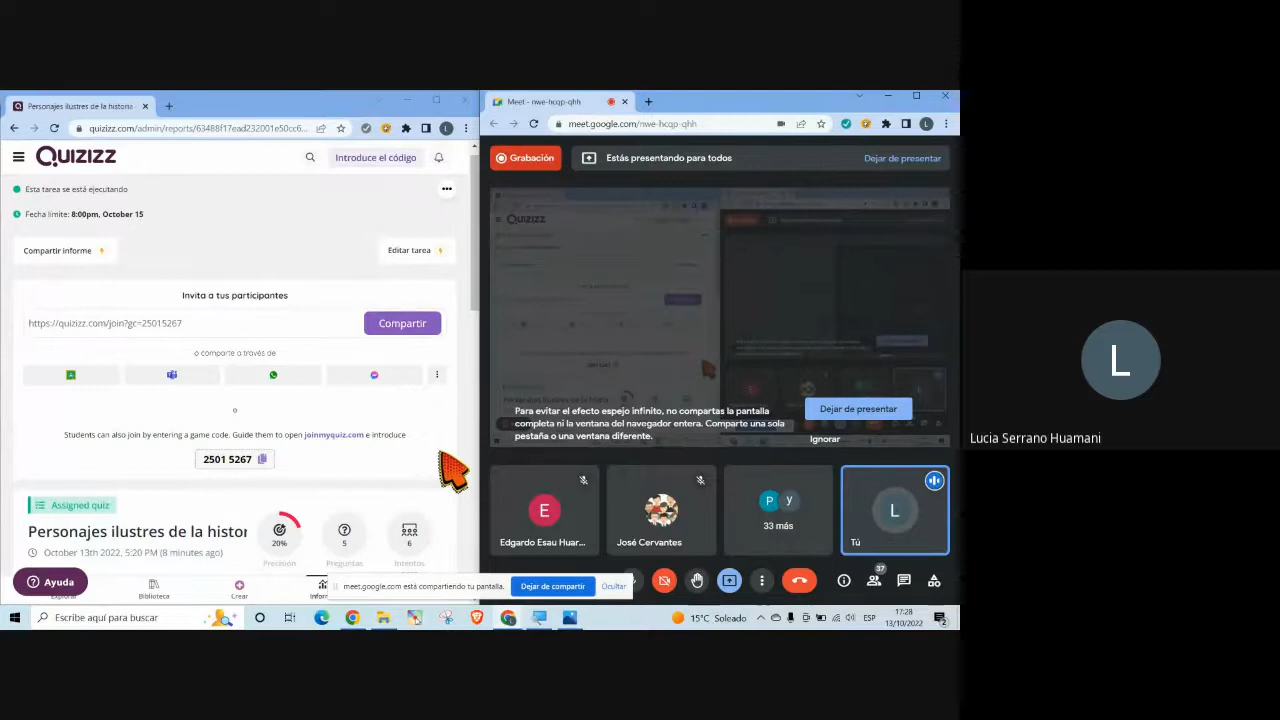 Personajes ilustres de la historia
quizizz.com/admin/reports/63488f17ead232001e50cc6...
Quizizz
Introduce el código
Esta tarea se está ejecutando
Fecha límite: 8:00pm, October 15
Compartir informe
Editar tarea
Invita a tus participantes
https://quizizz.com/join?gc=25015267
Compartir
o comparte a través de
o
Students can also join by entering a game code. Guide them to open joinmyquiz.com e introduce
2501 5267
Assigned quiz
Personajes ilustres de la histor
October 13th 2022, 5:20 PM (8 minutes ago)
20%
Precisión
5
Preguntas
6
Intentos
Ayuda
Explorar
Biblioteca
Crear
Inform
Meet - nwe-hcqp-qhh
meet.google.com/nwe-hcqp-qhh
Grabación
Estás presentando para todos
Dejar de presentar
QUIZIZZ
Para evitar el efecto espejo infinito, no compartas la pantalla
completa ni la ventana del navegador entera. Comparte una sola
pestaña o una ventana diferente.
Dejar de presentar
Ignorar
E
Edgardo Esau Huar...
José Cervantes
P y
33 más
L
Tú
37
meet.google.com está compartiendo tu pantalla.
Dejar de compartir
Ocultar
Escribe aquí para buscar
15°C Soleado
ESP
17:28
13/10/2022
2
L
Lucia Serrano Huamani